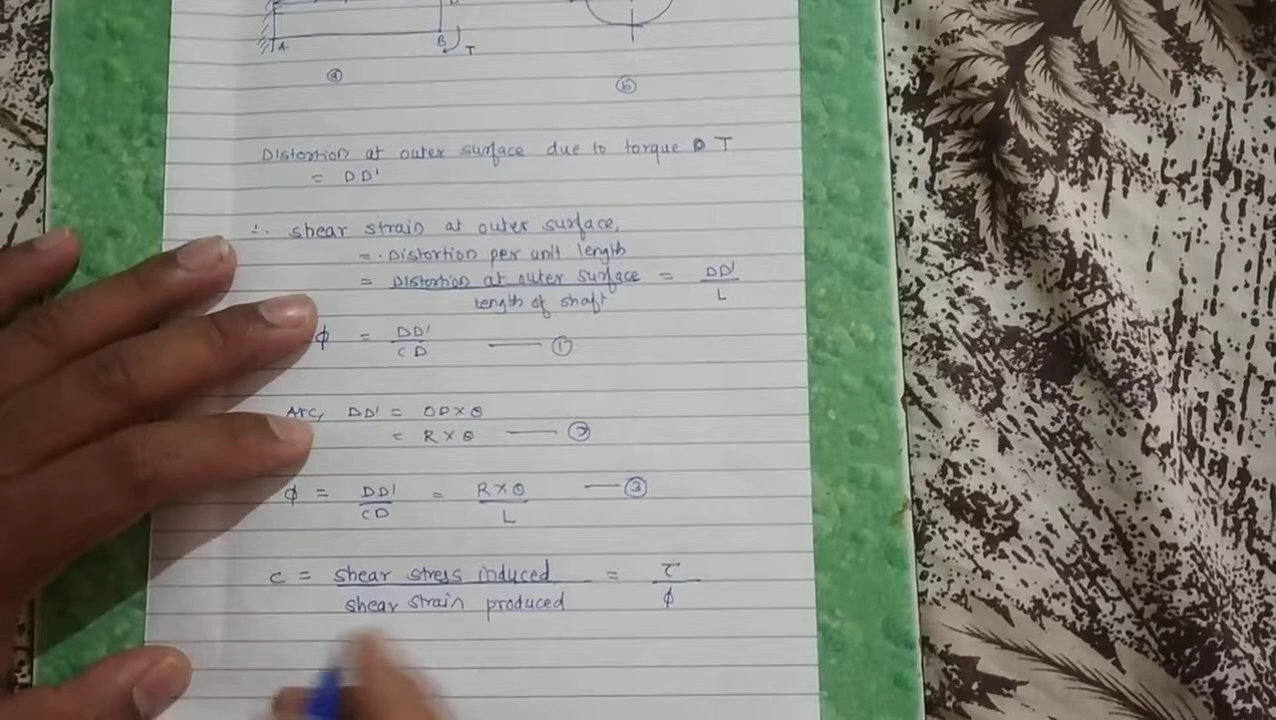 A B T
ⓐ ⓑ
Distortion at outer surface due to torque T
= DD'
∴ shear strain at outer surface,
= Distortion per unit length
= Distortion at outer surface / Length of shaft = DD' / L
ϕ = DD' / CD —— ①
Arc, DD' = OD × θ
= R × θ —— ②
ϕ = DD' / CD = R × θ / L —— ③
C = shear stress induced / shear strain produced = τ / ϕ